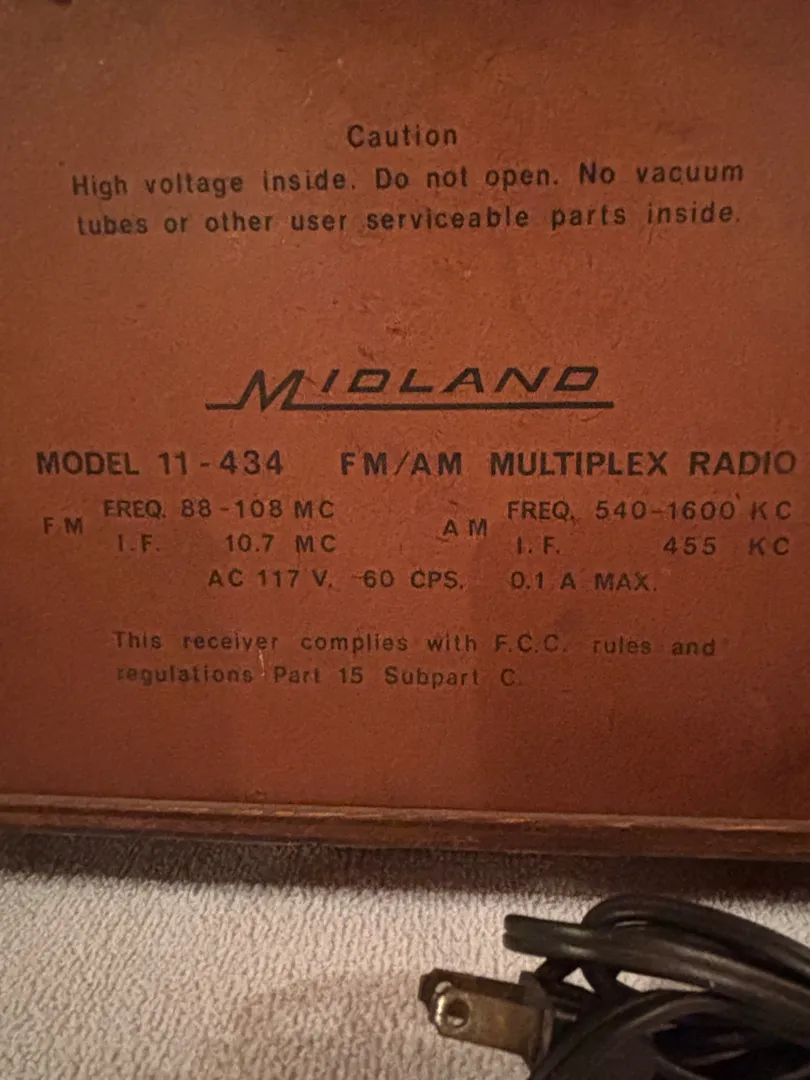 Caution
High voltage inside. Do not open. No vacuum
tubes or other user serviceable parts inside.
MIDLAND
MODEL 11-434 FM/AM MULTIPLEX RADIO
FM FREQ. 88-108 MC AM FREQ. 540-1600 KC
I.F. 10.7 MC I.F. 455 KC
AC 117 V. 60 CPS. 0.1 A MAX.
This receiver complies with F.C.C. rules and
regulations Part 15 Subpart C.